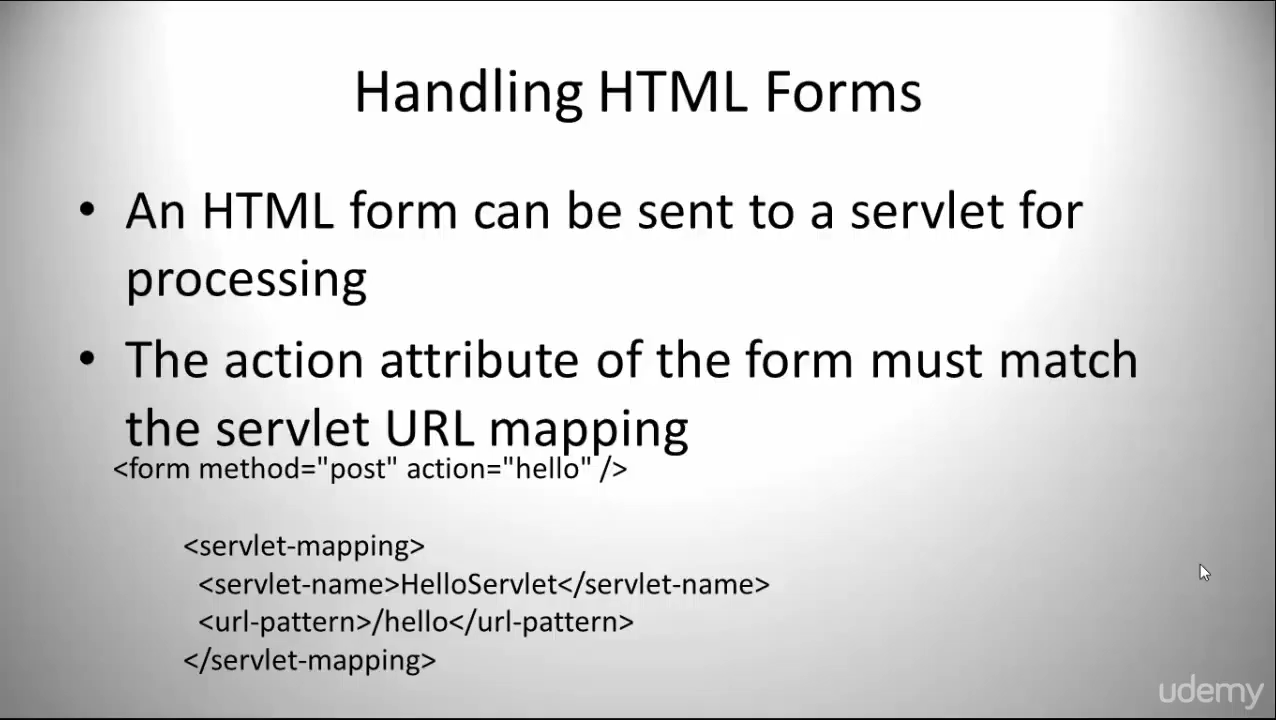 Handling HTML Forms
• An HTML form can be sent to a servlet for
processing
• The action attribute of the form must match
the servlet URL mapping
<form method="post" action="hello" />
<servlet-mapping>
<servlet-name>HelloServlet</servlet-name>
<url-pattern>/hello</url-pattern>
</servlet-mapping>
udemy